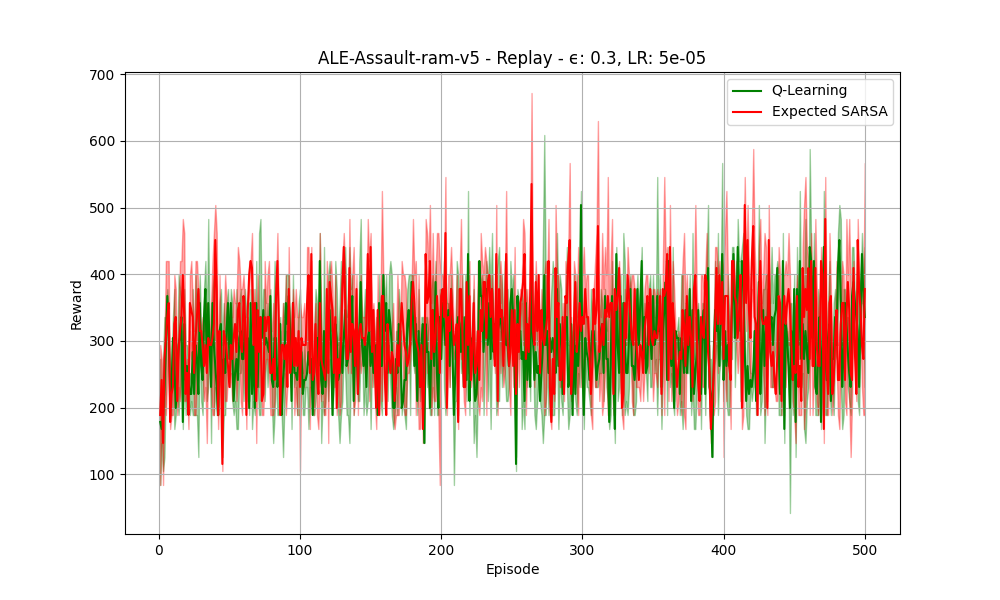 ALE-Assault-ram-v5 - Replay - ϵ: 0.3, LR: 5e-05
Q-Learning
Expected SARSA
Reward
700
600
500
400
300
200
100
0 100 200 300 400 500
Episode